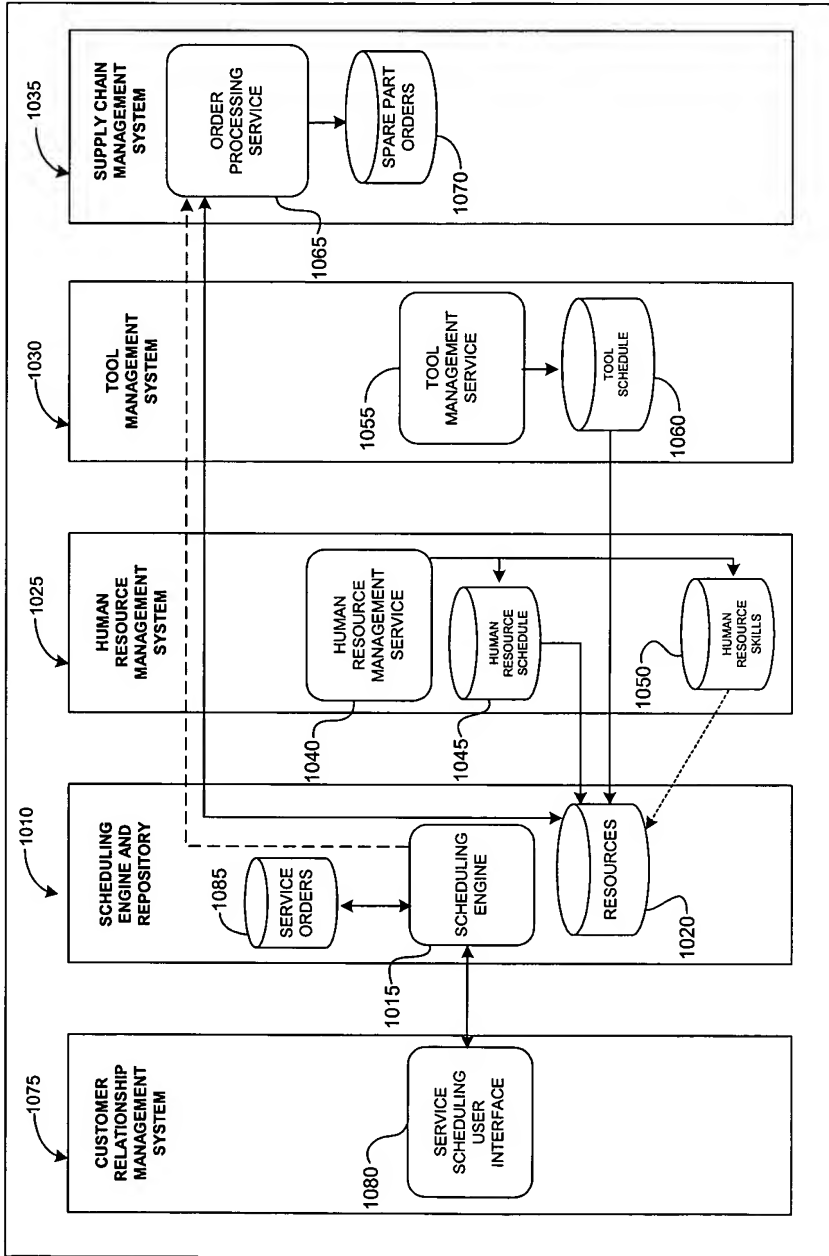 1075
CUSTOMER
RELATIONSHIP
MANAGEMENT
SYSTEM
1080
SERVICE
SCHEDULING
USER
INTERFACE
1010
SCHEDULING
ENGINE AND
REPOSITORY
1085
SERVICE
ORDERS
1015
SCHEDULING
ENGINE
RESOURCES
1020
1025
HUMAN
RESOURCE
MANAGEMENT
SYSTEM
1040
HUMAN
RESOURCE
MANAGEMENT
SERVICE
1045
HUMAN
RESOURCE
SCHEDULE
1050
HUMAN
RESOURCE
SKILLS
1030
TOOL
MANAGEMENT
SYSTEM
1055
TOOL
MANAGEMENT
SERVICE
TOOL
SCHEDULE
1060
1035
SUPPLY CHAIN
MANAGEMENT
SYSTEM
ORDER
PROCESSING
SERVICE
1065
SPARE PART
ORDERS
1070